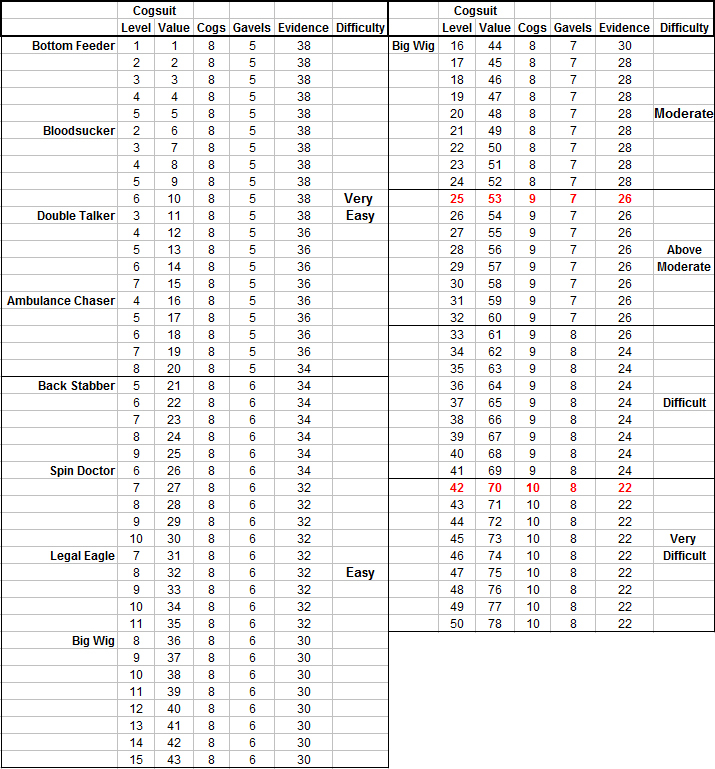 Cogsuit
Level Value Cogs Gavels Evidence Difficulty
Bottom Feeder 1 1 8 5 38
2 2 8 5 38
3 3 8 5 38
4 4 8 5 38
5 5 8 5 38
Bloodsucker 2 6 8 5 38
3 7 8 5 38
4 8 8 5 38
5 9 8 5 38
6 10 8 5 38 Very
Double Talker 3 11 8 5 38 Easy
4 12 8 5 36
5 13 8 5 36
6 14 8 5 36
7 15 8 5 36
Ambulance Chaser 4 16 8 5 36
5 17 8 5 36
6 18 8 5 36
7 19 8 5 36
8 20 8 5 34
Back Stabber 5 21 8 6 34
6 22 8 6 34
7 23 8 6 34
8 24 8 6 34
9 25 8 6 34
Spin Doctor 6 26 8 6 34
7 27 8 6 32
8 28 8 6 32
9 29 8 6 32
10 30 8 6 32
Legal Eagle 7 31 8 6 32
8 32 8 6 32 Easy
9 33 8 6 32
10 34 8 6 32
11 35 8 6 32
Big Wig 8 36 8 6 30
9 37 8 6 30
10 38 8 6 30
11 39 8 6 30
12 40 8 6 30
13 41 8 6 30
14 42 8 6 30
15 43 8 6 30
Cogsuit
Level Value Cogs Gavels Evidence Difficulty
Big Wig 16 44 8 7 30
17 45 8 7 28
18 46 8 7 28
19 47 8 7 28
20 48 8 7 28 Moderate
21 49 8 7 28
22 50 8 7 28
23 51 8 7 28
24 52 8 7 28
25 53 9 7 26
26 54 9 7 26
27 55 9 7 26
28 56 9 7 26 Above
29 57 9 7 26 Moderate
30 58 9 7 26
31 59 9 7 26
32 60 9 7 26
33 61 9 8 26
34 62 9 8 24
35 63 9 8 24
36 64 9 8 24
37 65 9 8 24 Difficult
38 66 9 8 24
39 67 9 8 24
40 68 9 8 24
41 69 9 8 24
42 70 10 8 22
43 71 10 8 22
44 72 10 8 22
45 73 10 8 22 Very
46 74 10 8 22 Difficult
47 75 10 8 22
48 76 10 8 22
49 77 10 8 22
50 78 10 8 22